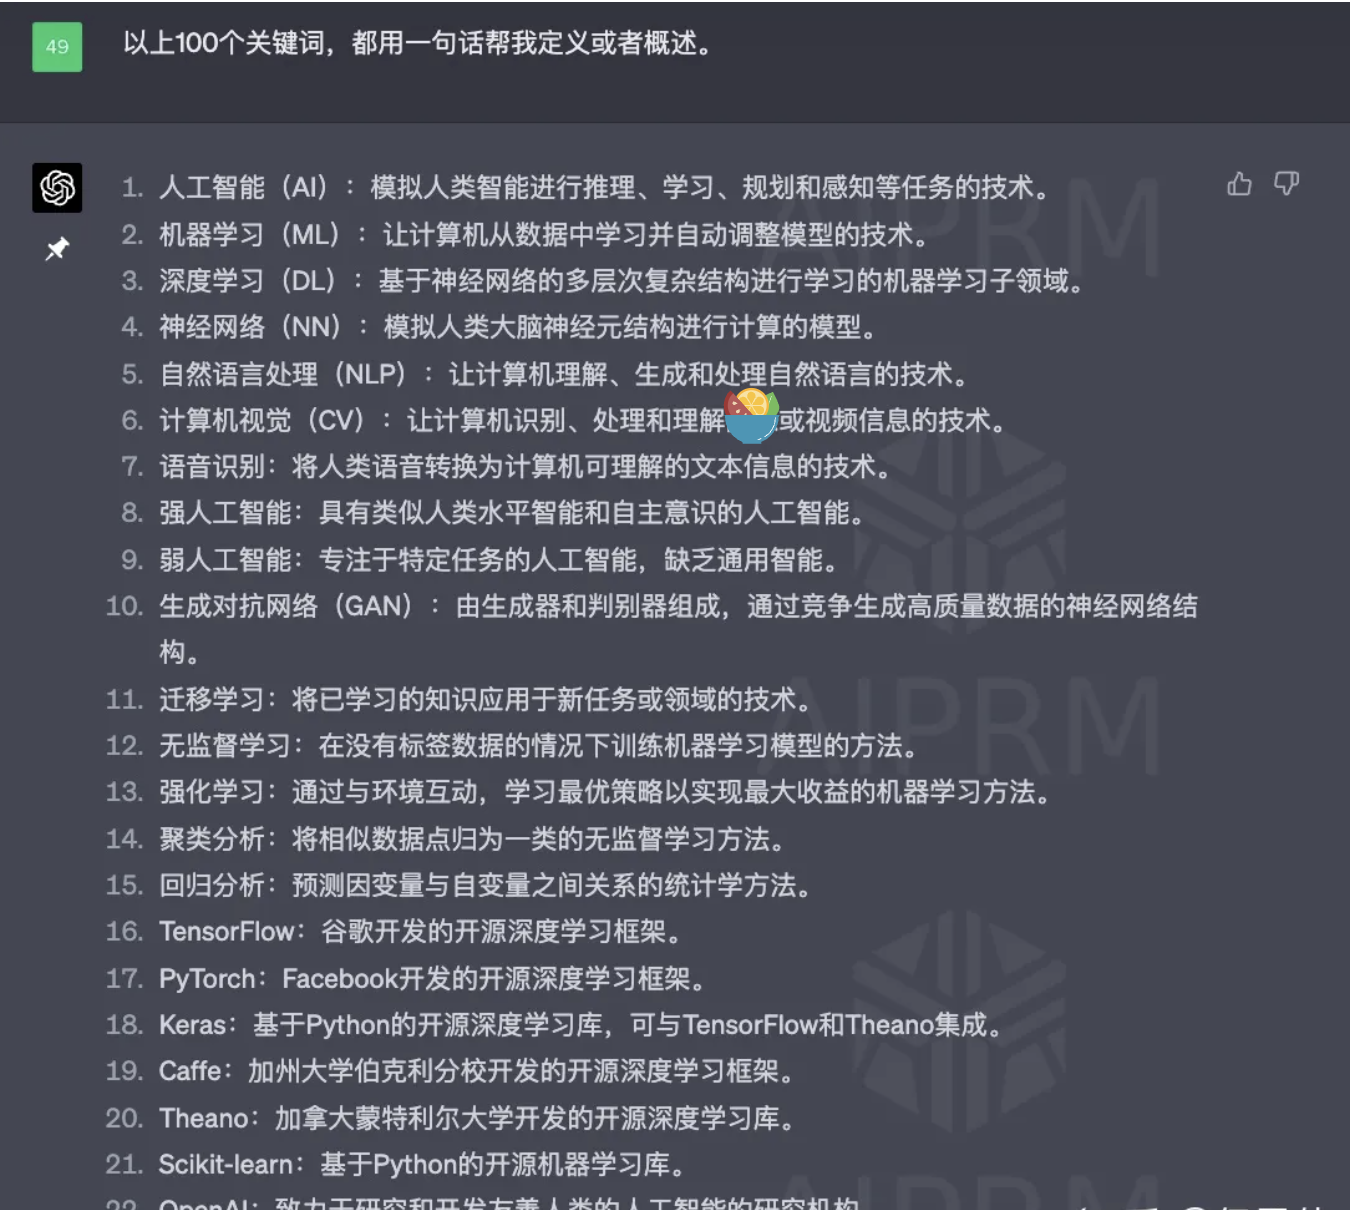 49
以上100个关键词，都用一句话帮我定义或者概述。
1. 人工智能（AI）：模拟人类智能进行推理、学习、规划和感知等任务的技术。
2. 机器学习（ML）：让计算机从数据中学习并自动调整模型的技术。
3. 深度学习（DL）：基于神经网络的多层次复杂结构进行学习的机器学习子领域。
4. 神经网络（NN）：模拟人类大脑神经元结构进行计算的模型。
5. 自然语言处理（NLP）：让计算机理解、生成和处理自然语言的技术。
6. 计算机视觉（CV）：让计算机识别、处理和理解或视频信息的技术。
7. 语音识别：将人类语音转换为计算机可理解的文本信息的技术。
8. 强人工智能：具有类似人类水平智能和自主意识的人工智能。
9. 弱人工智能：专注于特定任务的人工智能，缺乏通用智能。
10. 生成对抗网络（GAN）：由生成器和判别器组成，通过竞争生成高质量数据的神经网络结
构。
11. 迁移学习：将已学习的知识应用于新任务或领域的技术。
12. 无监督学习：在没有标签数据的情况下训练机器学习模型的方法。
13. 强化学习：通过与环境互动，学习最优策略以实现最大收益的机器学习方法。
14. 聚类分析：将相似数据点归为一类的无监督学习方法。
15. 回归分析：预测因变量与自变量之间关系的统计学方法。
16. TensorFlow：谷歌开发的开源深度学习框架。
17. PyTorch：Facebook开发的开源深度学习框架。
18. Keras：基于Python的开源深度学习库，可与TensorFlow和Theano集成。
19. Caffe：加州大学伯克利分校开发的开源深度学习框架。
20. Theano：加拿大蒙特利尔大学开发的开源深度学习库。
21. Scikit-learn：基于Python的开源机器学习库。
22. OpenAI：致力于研究和开发友善人类的人工智能的研究机构
AIPRM
AIPRM
AIPRM